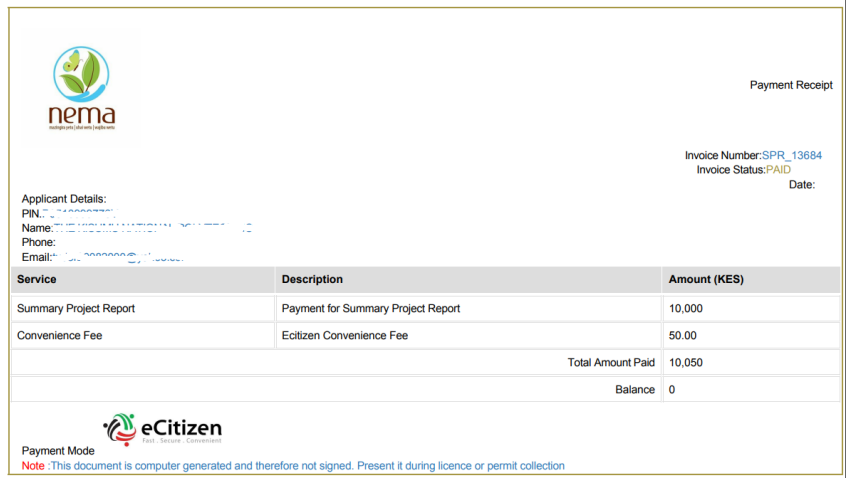 nema
mazingira yetu | uhai wetu | wajibu wetu
Payment Receipt
Invoice Number:SPR_13684
Invoice Status:PAID
Date:
Applicant Details:
PIN:
Name:
Phone:
Email:
Service Description Amount (KES)
Summary Project Report Payment for Summary Project Report 10,000
Convenience Fee Ecitizen Convenience Fee 50.00
Total Amount Paid 10,050
Balance 0
eCitizen
Fast . Secure . Convenient
Payment Mode
Note :This document is computer generated and therefore not signed. Present it during licence or permit collection